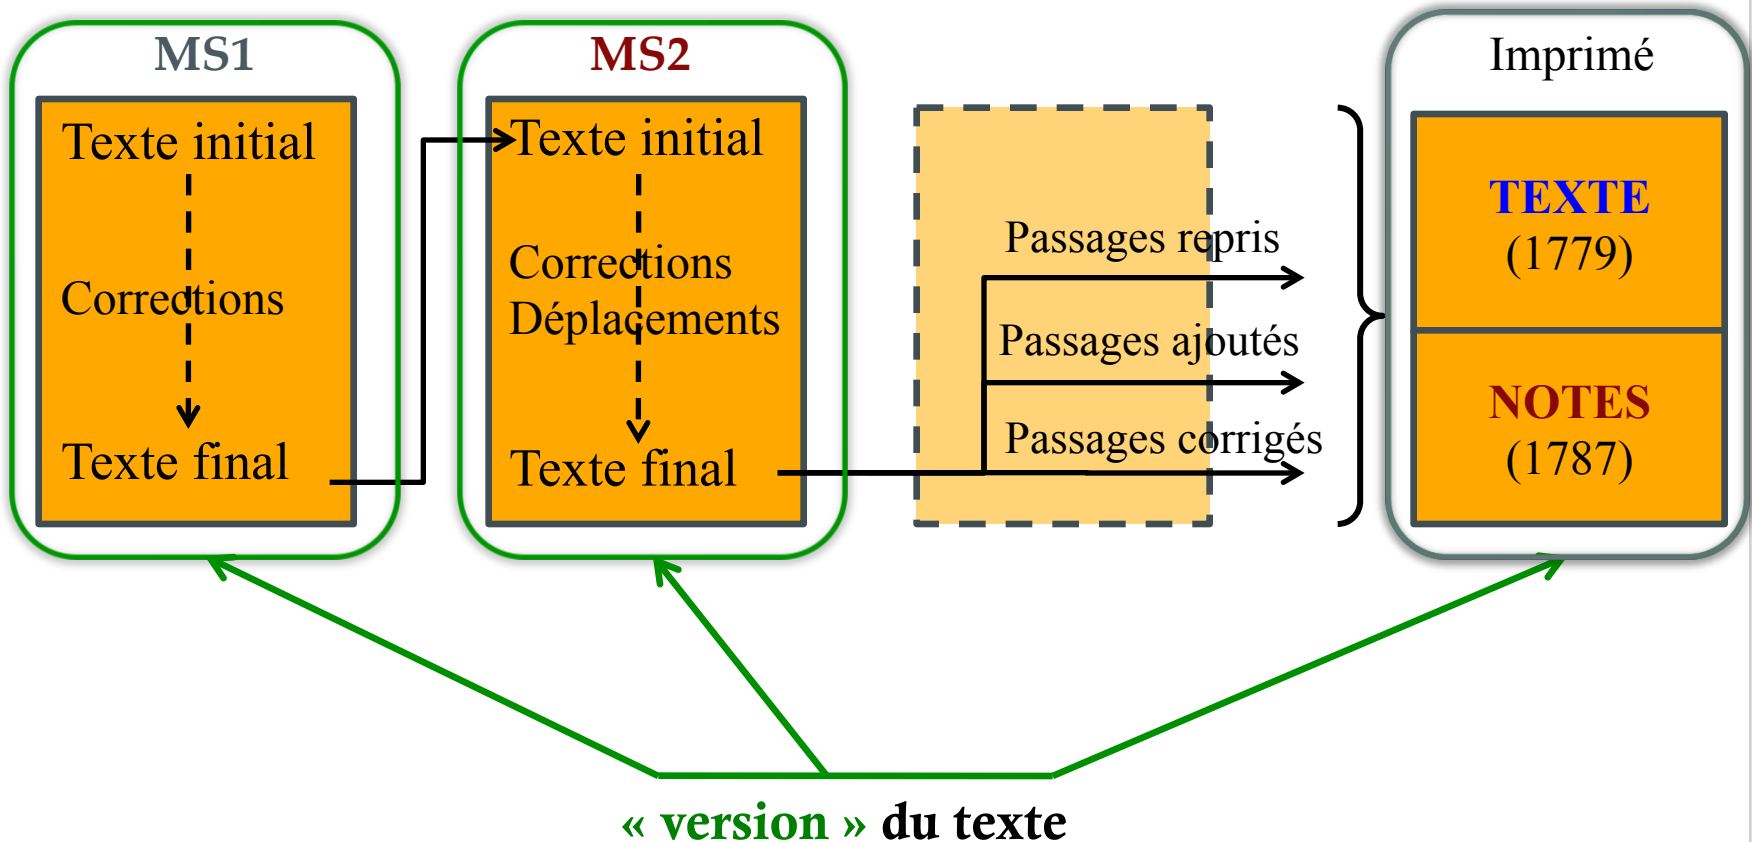 MS1
Texte initial
Corrections
Texte final
MS2
Texte initial
Corrections
Déplacements
Texte final
Passages repris
Passages ajoutés
Passages corrigés
Imprimé
TEXTE
(1779)
NOTES
(1787)
« version » du texte